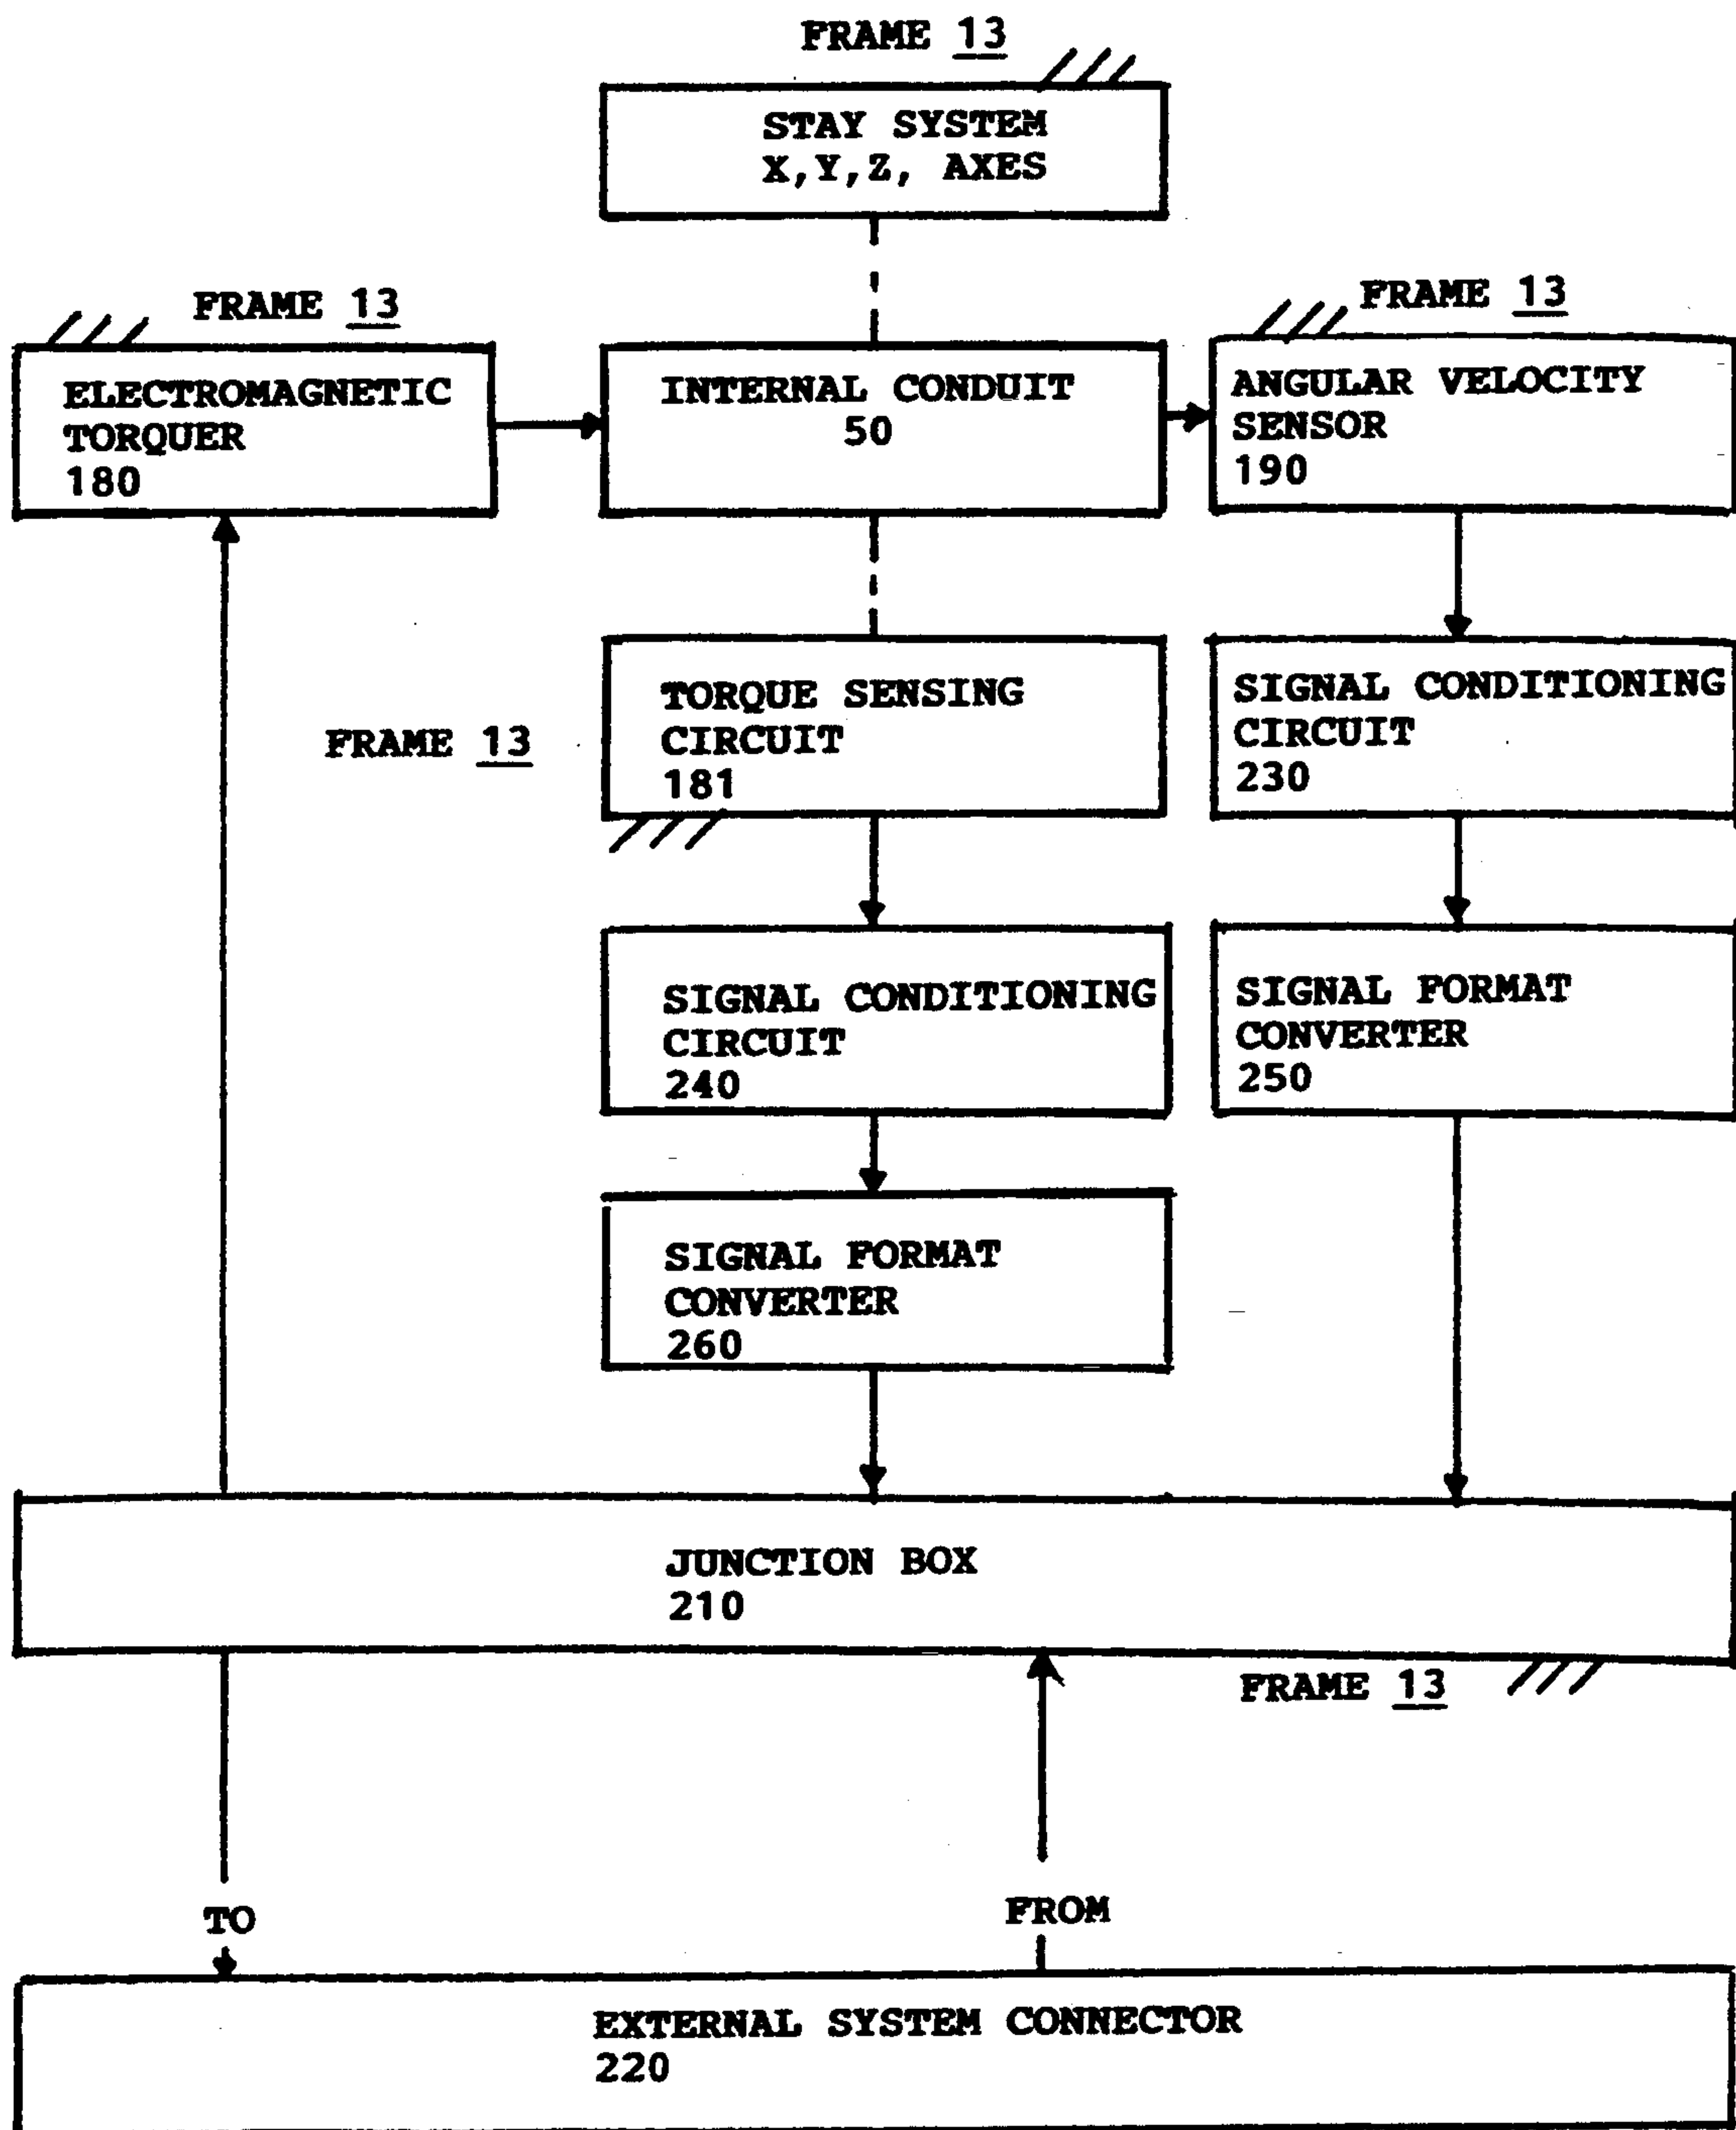 FRAME 13
STAY SYSTEM
X,Y,Z, AXES
FRAME 13
FRAME 13
ELECTROMAGNETIC
TORQUER
180
INTERNAL CONDUIT
50
ANGULAR VELOCITY
SENSOR
190
FRAME 13
TORQUE SENSING
CIRCUIT
181
SIGNAL CONDITIONING
CIRCUIT
230
SIGNAL CONDITIONING
CIRCUIT
240
SIGNAL FORMAT
CONVERTER
250
SIGNAL FORMAT
CONVERTER
260
JUNCTION BOX
210
FRAME 13
TO
FROM
EXTERNAL SYSTEM CONNECTOR
220